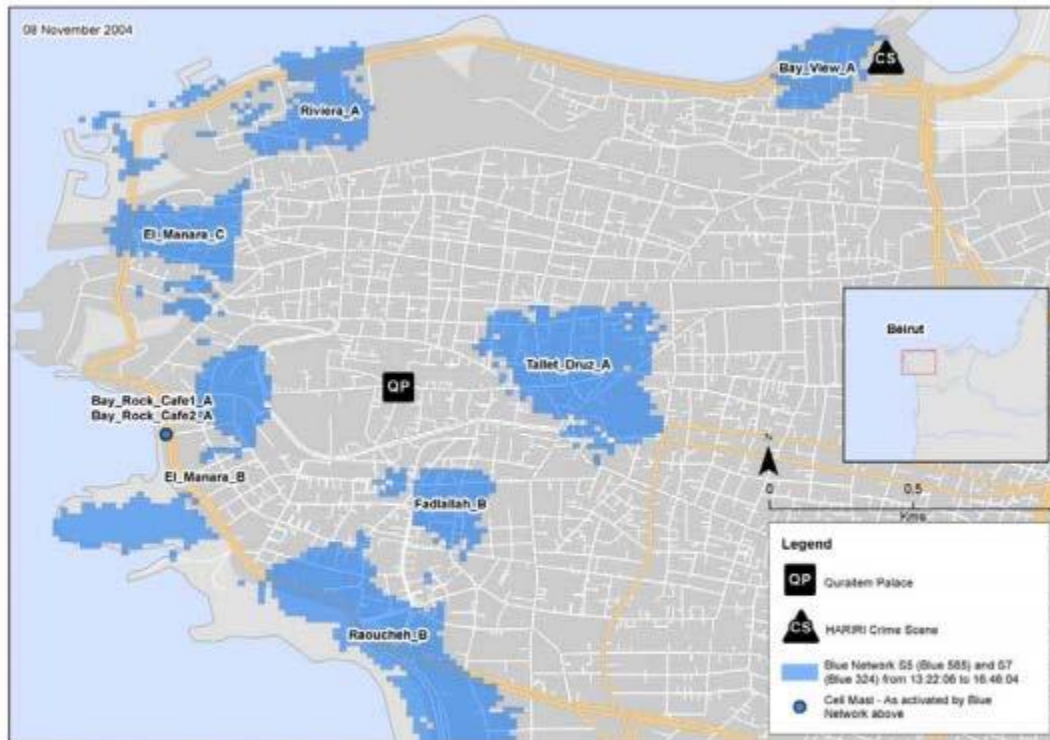 08 November 2004
Bay_View_A
CS
Riviera_A
El_Manara_C
Beirut
Tallet_Druz_A
QP
Bay_Rock_Cafe1_A
Bay_Rock_Cafe2_A
El_Manara_B
Fadlallah_B
Raoucheh_B
N
0
0.5
Kms
Legend
QP
Quraitem Palace
CS
HARIRI Crime Scene
Blue Network S5 (Blue 585) and S7
(Blue 324) from 13:22:06 to 16:46:04
Cell Mast - As activated by Blue
Network above